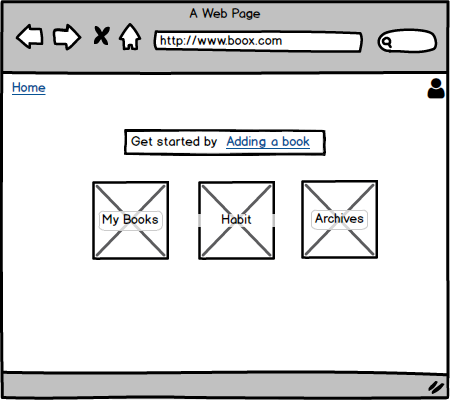 A Web Page
http://www.boox.com
Home
Get started by Adding a book
My Books Habit Archives